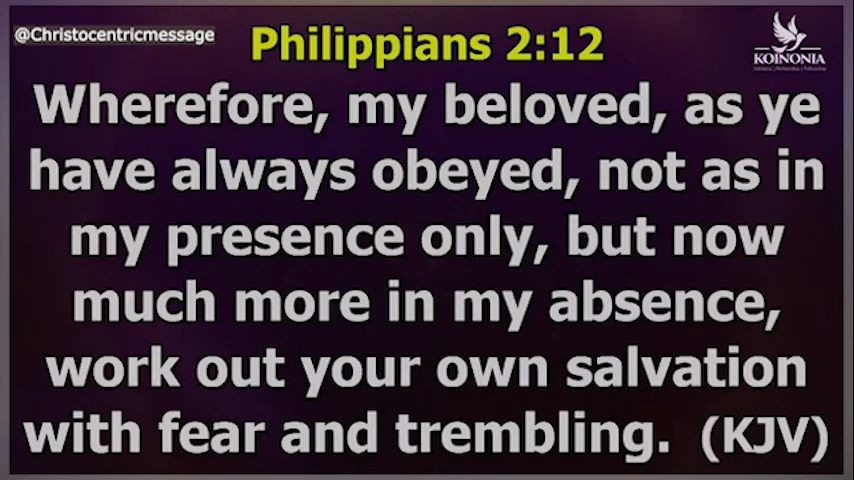 @Christocentricmessage
Philippians 2:12
KOINONIA
Wherefore, my beloved, as ye
have always obeyed, not as in
my presence only, but now
much more in my absence,
work out your own salvation
with fear and trembling. (KJV)